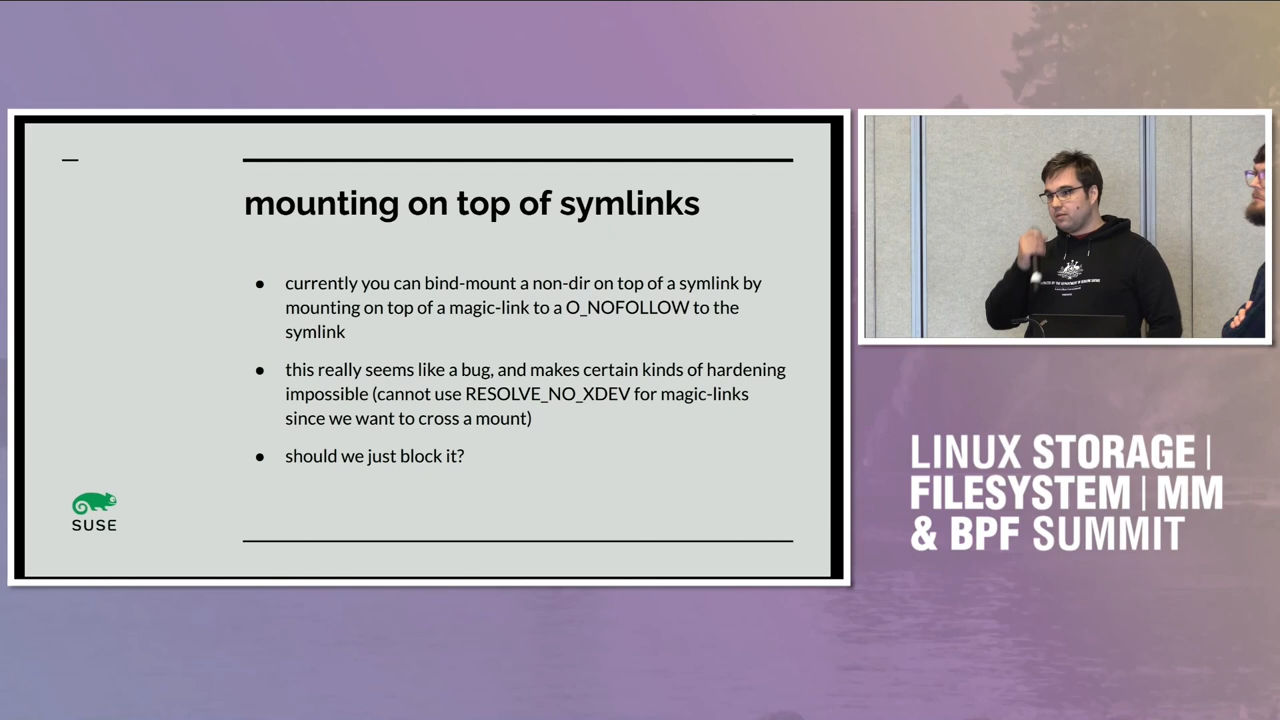 mounting on top of symlinks
● currently you can bind-mount a non-dir on top of a symlink by
mounting on top of a magic-link to a O_NOFOLLOW to the
symlink
● this really seems like a bug, and makes certain kinds of hardening
impossible (cannot use RESOLVE_NO_XDEV for magic-links
since we want to cross a mount)
● should we just block it?
SUSE
LINUX STORAGE |
FILESYSTEM | MM
& BPF SUMMIT